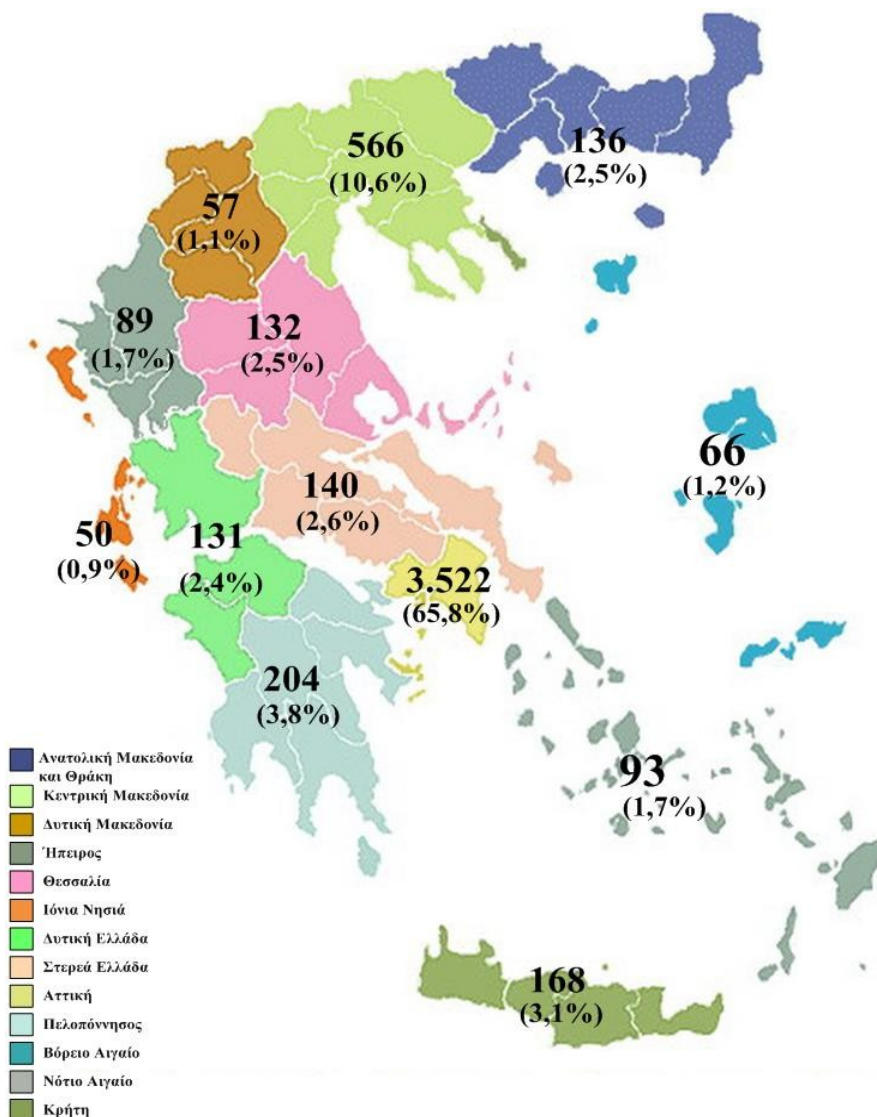 136
(2,5%)
566
(10,6%)
57
(1,1%)
89
(1,7%)
132
(2,5%)
66
(1,2%)
140
(2,6%)
50
(0,9%)
131
(2,4%)
3.522
(65,8%)
204
(3,8%)
93
(1,7%)
168
(3,1%)
Ανατολική Μακεδονία
και Θράκη
Κεντρική Μακεδονία
Δυτική Μακεδονία
Ήπειρος
Θεσσαλία
Ιόνια Νησιά
Δυτική Ελλάδα
Στερεά Ελλάδα
Αττική
Πελοπόννησος
Βόρειο Αιγαίο
Νότιο Αιγαίο
Κρήτη